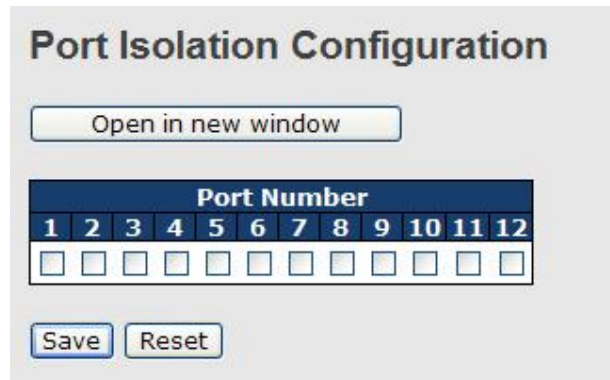 Port Isolation Configuration
Open in new window
Port Number
1 2 3 4 5 6 7 8 9 10 11 12
Save Reset